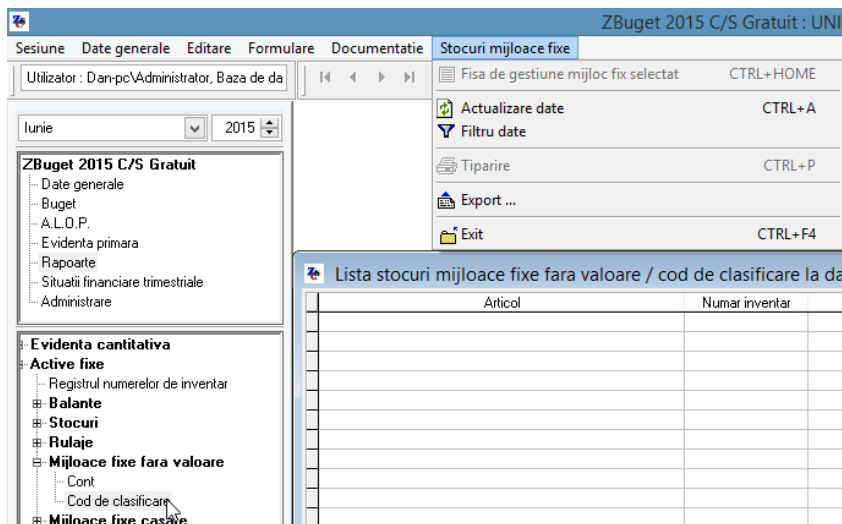 ZBuget 2015 C/S Gratuit : UNI
Sesiune Date generale Editare Formulare Documentatie Stocuri mijloace fixe
Utilizator : Dan-pc\Administrator, Baza de da
Fisa de gestiune mijloc fix selectat CTRL+HOME
Actualizare date CTRL+A
Filtru date
Tiparire CTRL+P
Export ...
Exit CTRL+F4
Iunie 2015
ZBuget 2015 C/S Gratuit
Date generale
Buget
A.L.O.P.
Evidenta primara
Rapoarte
Situatii financiare trimestriale
Administrare
Evidenta cantitativa
Active fixe
Registrul numerelor de inventar
Balante
Stocuri
Rulaje
Mijloace fixe fara valoare
Cont
Cod de clasificare
Mijloace fixe casate
Lista stocuri mijloace fixe fara valoare / cod de clasificare la da
Articol Numar inventar